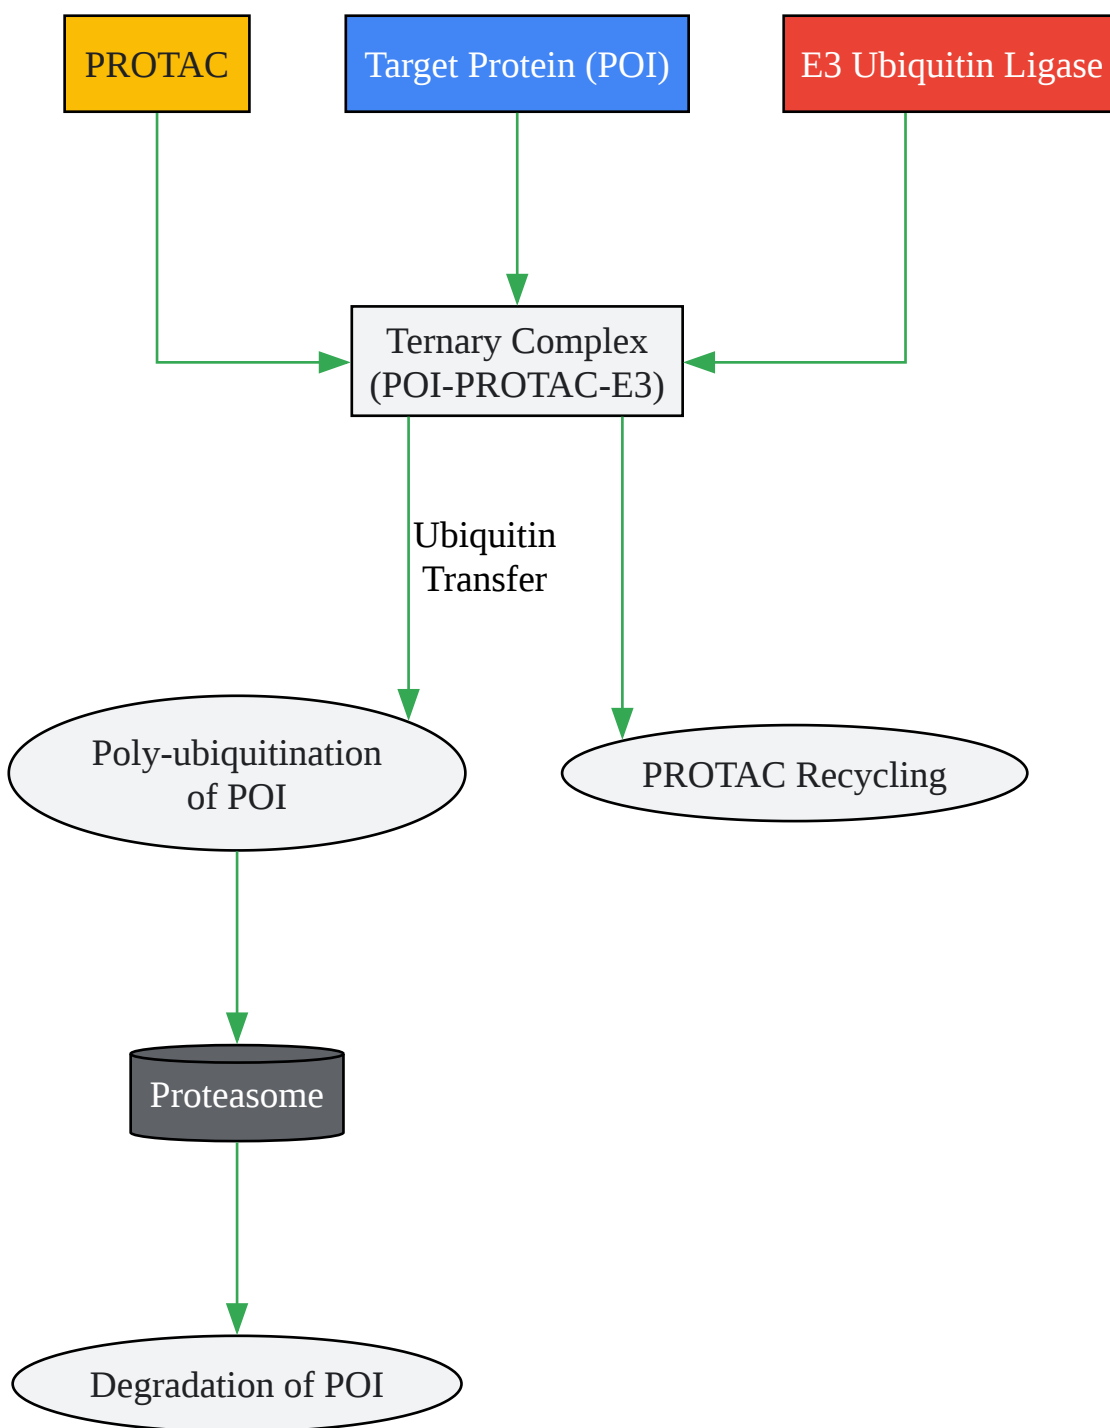 PROTAC
Target Protein (POI)
E3 Ubiquitin Ligase
Ternary Complex
(POI-PROTAC-E3)
Ubiquitin
Transfer
Poly-ubiquitination
of POI
PROTAC Recycling
Proteasome
Degradation of POI